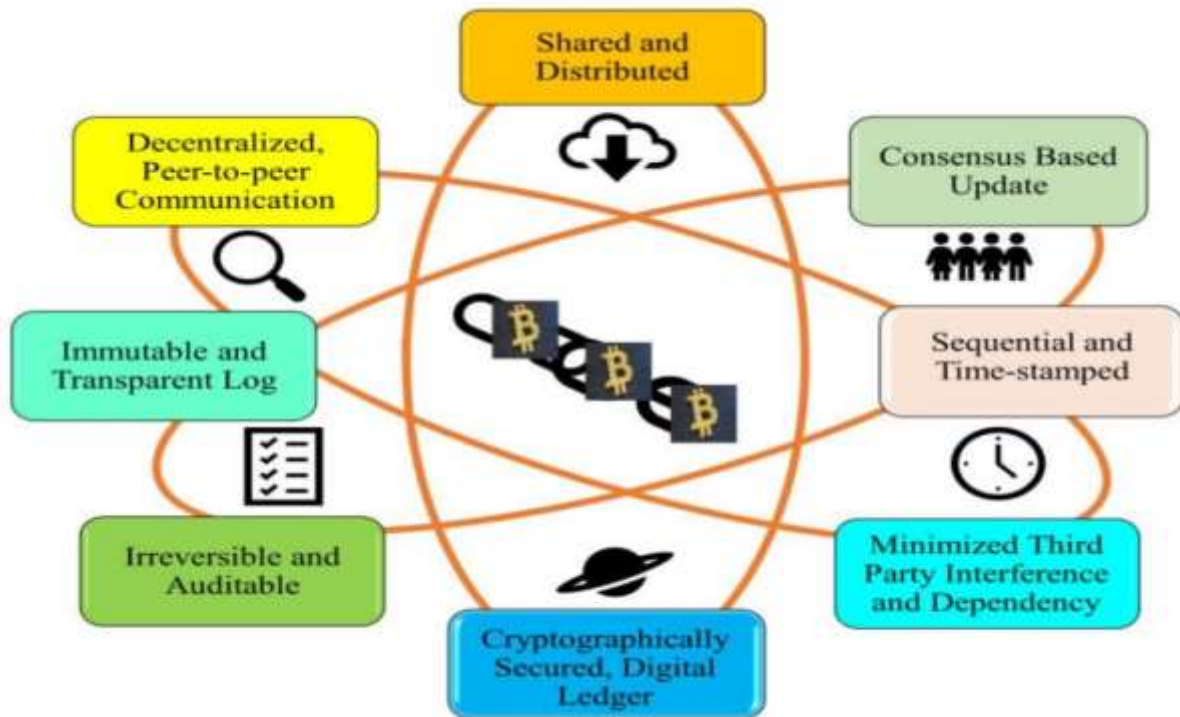 Shared and
Distributed
Decentralized,
Peer-to-peer
Communication
Consensus Based
Update
Immutable and
Transparent Log
Sequential and
Time-stamped
Irreversible and
Auditable
Minimized Third
Party Interference
and Dependency
Cryptographically
Secured, Digital
Ledger